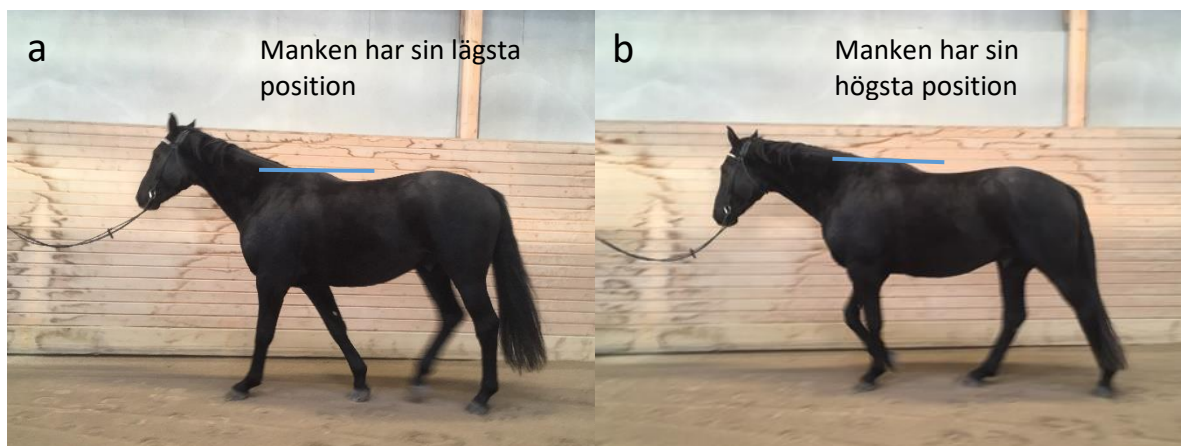 a
Manken har sin lägsta
position
b
Manken har sin
högsta position